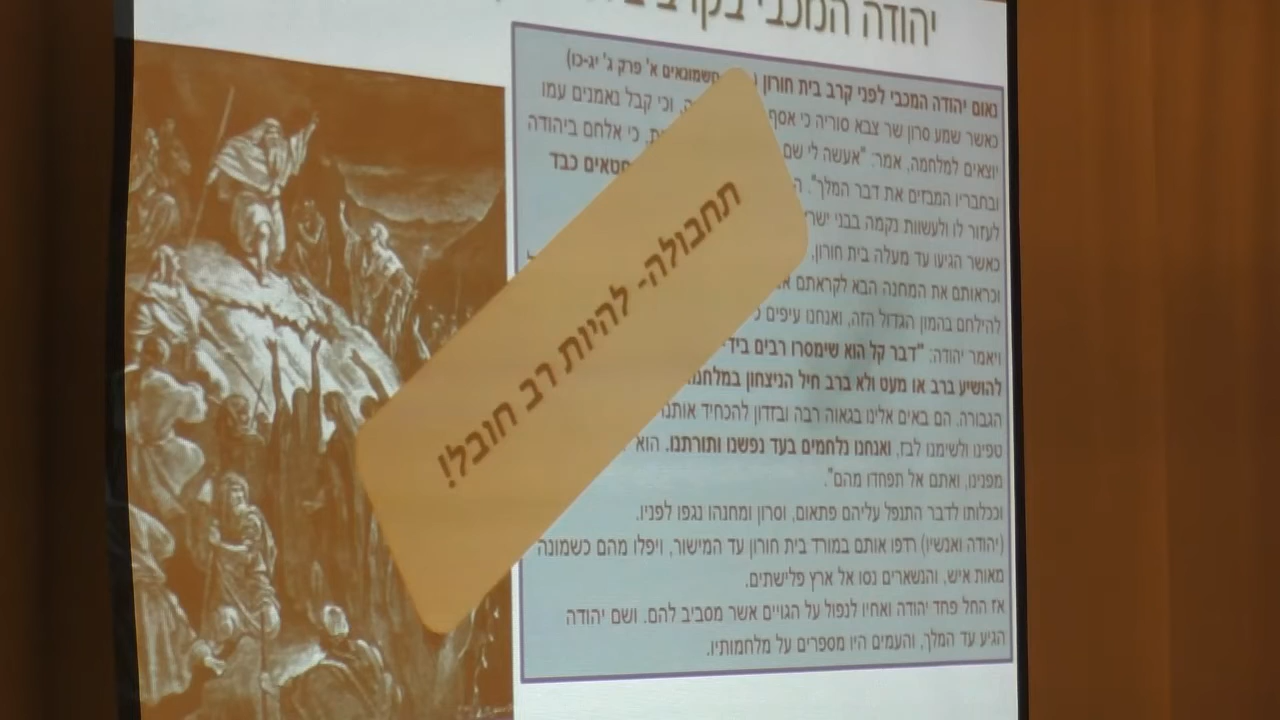 יהודה המכבי בקרב בית
נאום יהודה המכבי לפני קרב בית חורון חשמונאים א' פרק ג' יג-כו)
כאשר שמע סרון שר צבא סוריה כי אסף וכי קבל נאמנים עמו
יוצאים למלחמה, אמר: "אעשה לי שם כי אלחם ביהודה
ובחבריו המבזים את דבר המלך". חטאים כבד
לעזור לו ולעשות נקמה בבני
כאשר הגיעו עד מעלה בית חורון,
וכראותם את המחנה הבא לקראתם
להילחם בהמון הגדול הזה, ואנחנו עיפים
ויאמר יהודה: "דבר קל הוא שימסרו רבים
להושיע ברב או מעט ולא ברב חיל הניצחון
הגבורה. הם באים אלינו בגאוה רבה ובזדון להכחיד
טפינו ולשימנו לבז, ואנחנו נלחמים בעד נפשנו ותורתנו. הוא
מפנינו, ואתם אל תפחדו מהם".
וככלותו לדבר התנפל עליהם פתאום, וסרון ומחנהו נגפו לפניו.
(יהודה ואנשיו) רדפו אותם במורד בית חורון עד המישור, ויפלו מהם כשמונה
מאות איש, והנשארים נסו אל ארץ פלישתים.
אז החל פחד יהודה ואחיו לנפול על הגויים אשר מסביב להם. ושם יהודה
הגיע עד המלך, והעמים היו מספרים על מלחמותיו.
תחבולה- להיות רב חובל!